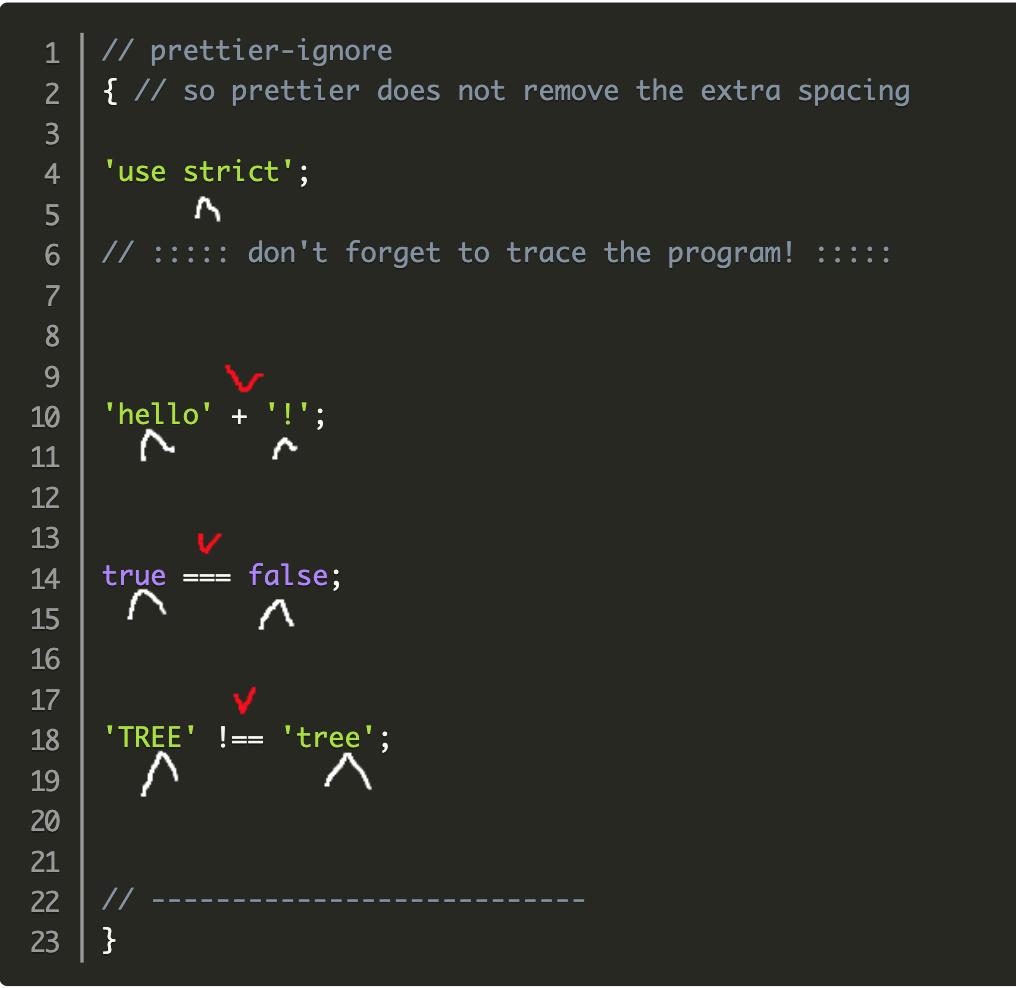 1 // prettier-ignore
2 { // so prettier does not remove the extra spacing
3
4 'use strict';
5
6 // ::::: don't forget to trace the program! :::::
7
8
9
10 'hello' + '!';
11
12
13
14 true === false;
15
16
17
18 'TREE' !== 'tree';
19
20
21
22 // ---------------------------
23 }